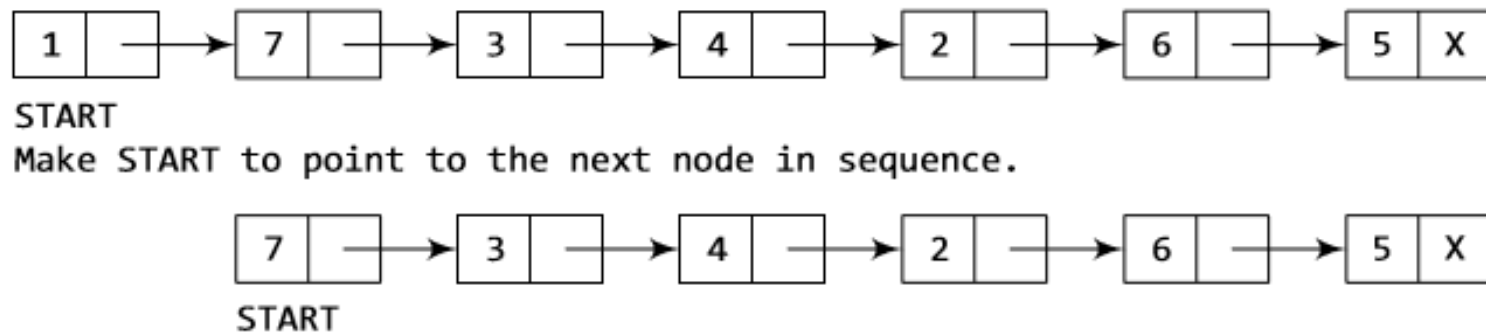 1 7 3 4 2 6 5 X
START
Make START to point to the next node in sequence.
7 3 4 2 6 5 X
START